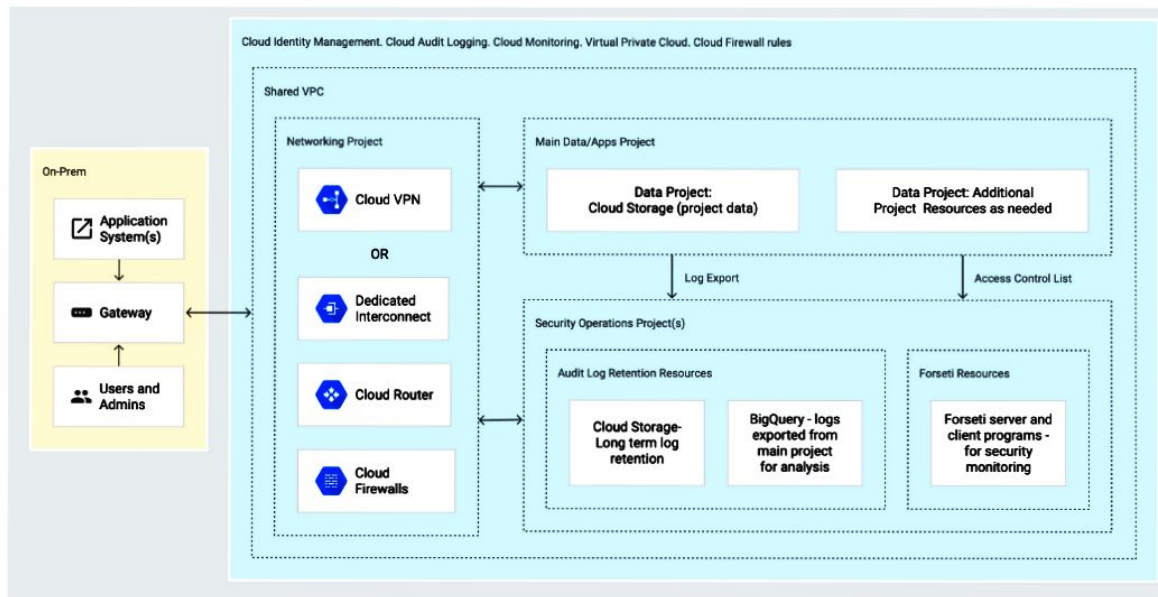 Cloud Identity Management. Cloud Audit Logging. Cloud Monitoring. Virtual Private Cloud. Cloud Firewall rules
Shared VPC
On-Prem
Application
System(s)
Gateway
Users and
Admins
Networking Project
Cloud VPN
OR
Dedicated
Interconnect
Cloud Router
Cloud
Firewalls
Main Data/Apps Project
Data Project:
Cloud Storage (project data)
Data Project: Additional
Project Resources as needed
Log Export
Access Control List
Security Operations Project(s)
Audit Log Retention Resources
Cloud Storage-
Long term log
retention
BigQuery - logs
exported from
main project
for analysis
Forseti Resources
Forseti server and
client programs -
for security
monitoring